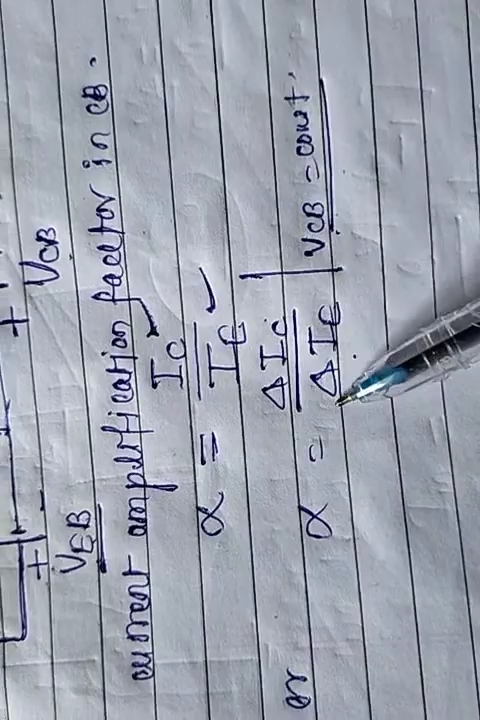 + - +
VEB VCB
current amplification factor in CB.
α = IC / IE
or α = ΔIC / ΔIE | VCB = const.